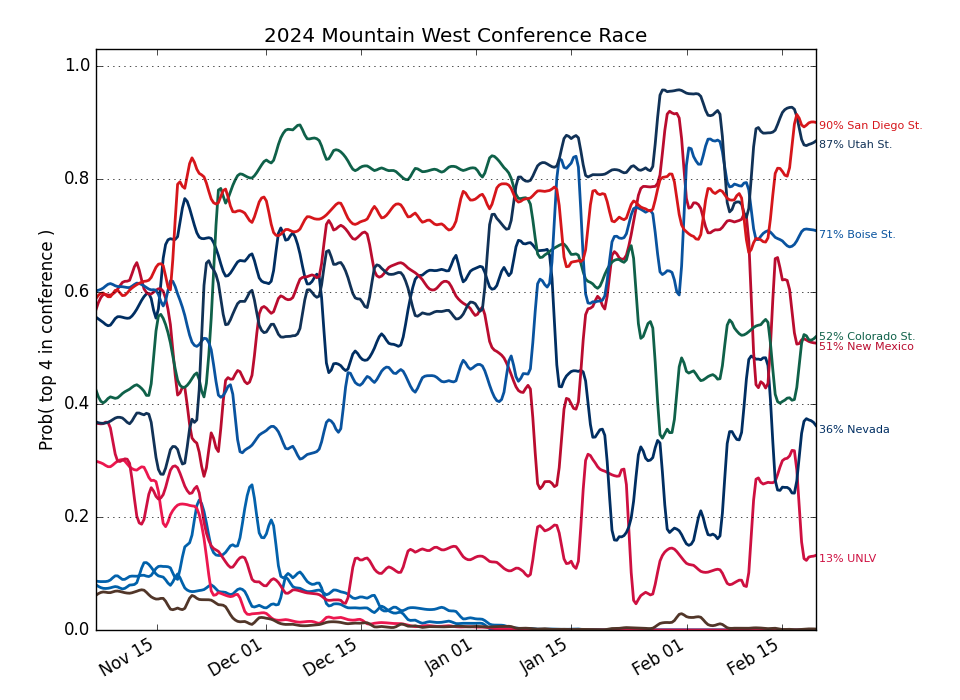 2024 Mountain West Conference Race
Prob( top 4 in conference )
1.0
0.8
0.6
0.4
0.2
0.0
90% San Diego St.
87% Utah St.
71% Boise St.
52% Colorado St.
51% New Mexico
36% Nevada
13% UNLV
Nov 15
Dec 01
Dec 15
Jan 01
Jan 15
Feb 01
Feb 15